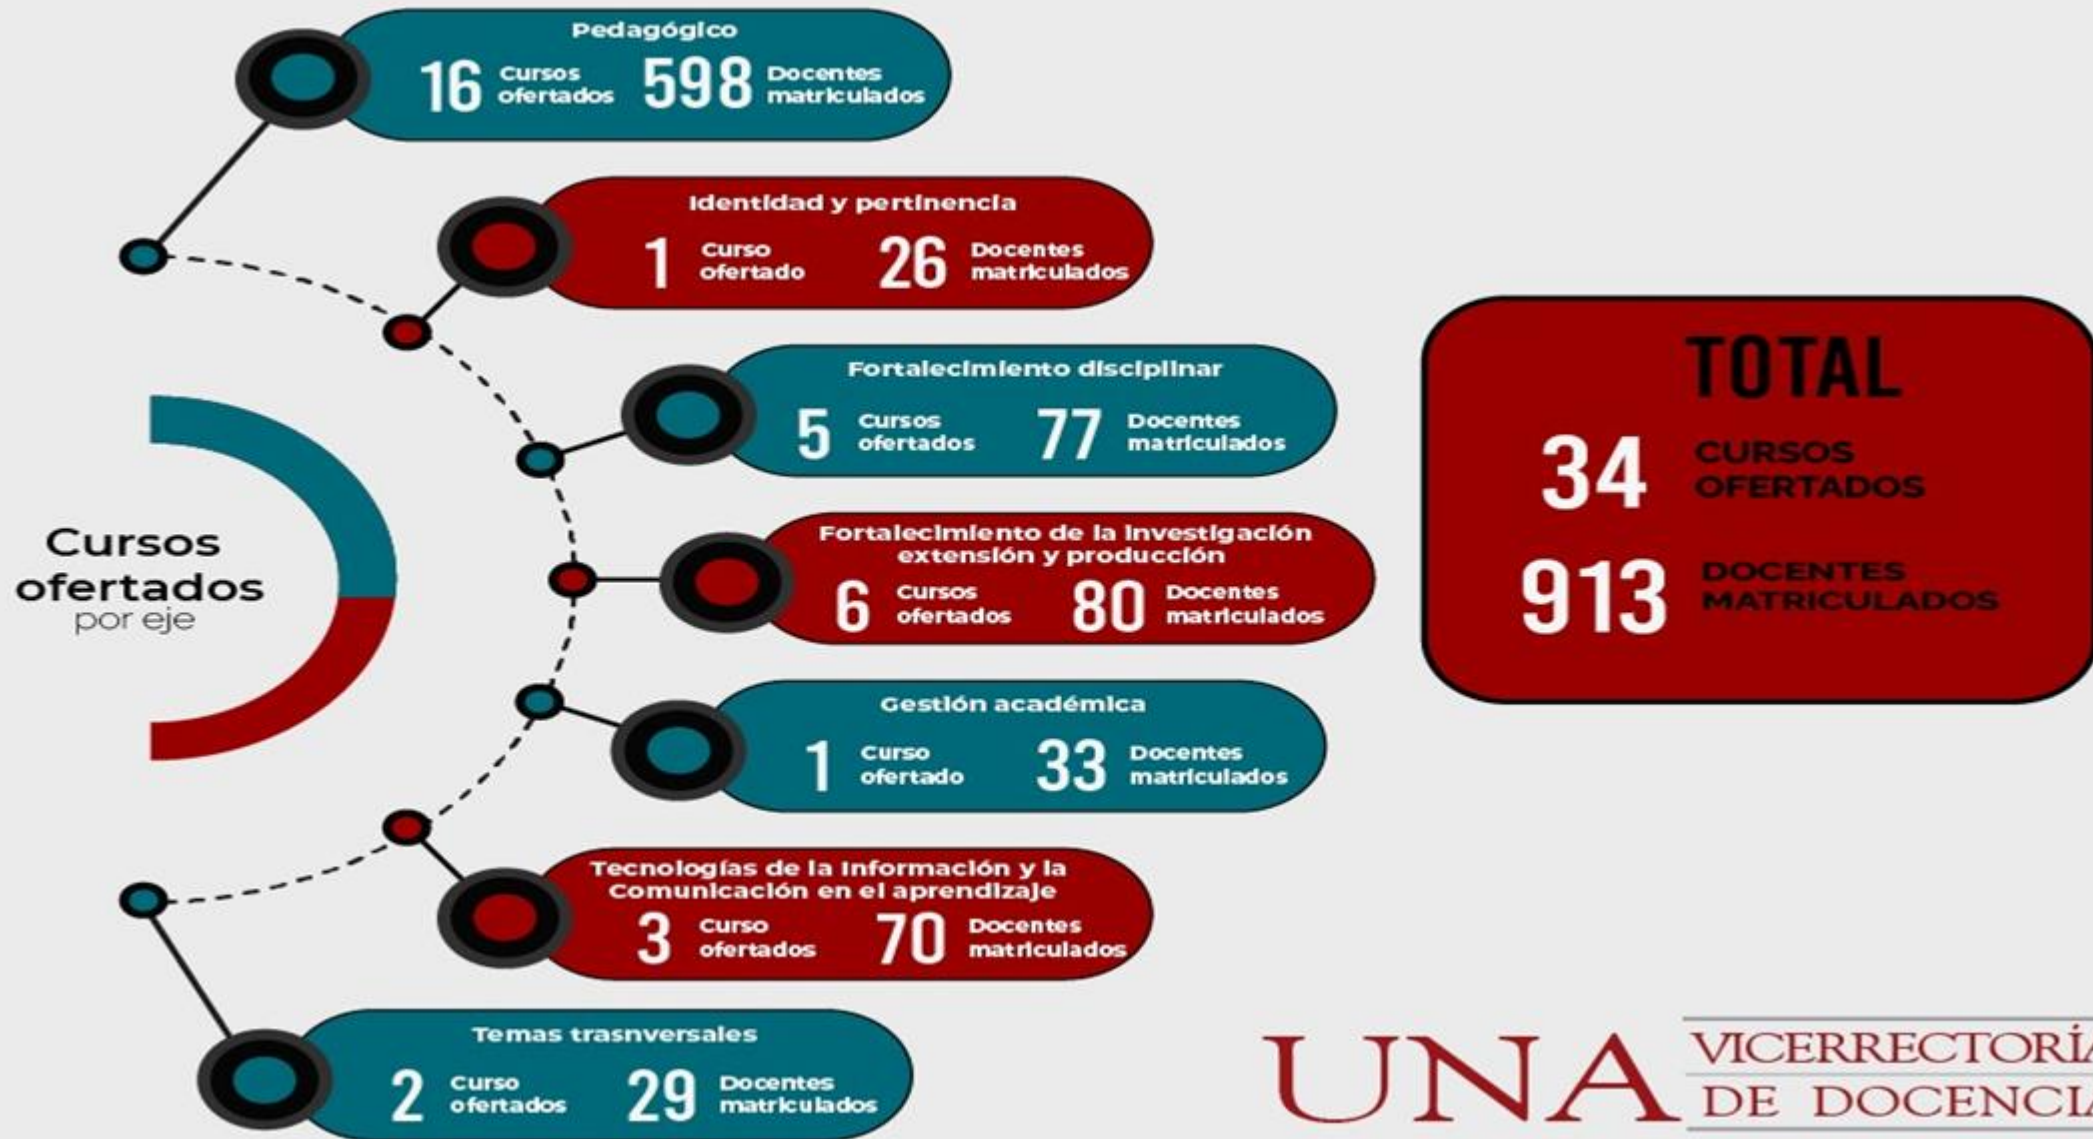 Pedagógico
16 Cursos ofertados 598 Docentes matriculados
Identidad y pertinencia
1 Curso ofertado 26 Docentes matriculados
Fortalecimiento disciplinar
5 Cursos ofertados 77 Docentes matriculados
Fortalecimiento de la investigación
extensión y producción
6 Cursos ofertados 80 Docentes matriculados
Gestión académica
1 Curso ofertado 33 Docentes matriculados
Tecnologías de la Información y la
Comunicación en el aprendizaje
3 Curso ofertados 70 Docentes matriculados
Temas trasnversales
2 Curso ofertados 29 Docentes matriculados
Cursos
ofertados
por eje
TOTAL
34 CURSOS OFERTADOS
913 DOCENTES MATRICULADOS
UNA VICERRECTORÍA
DE DOCENCIA